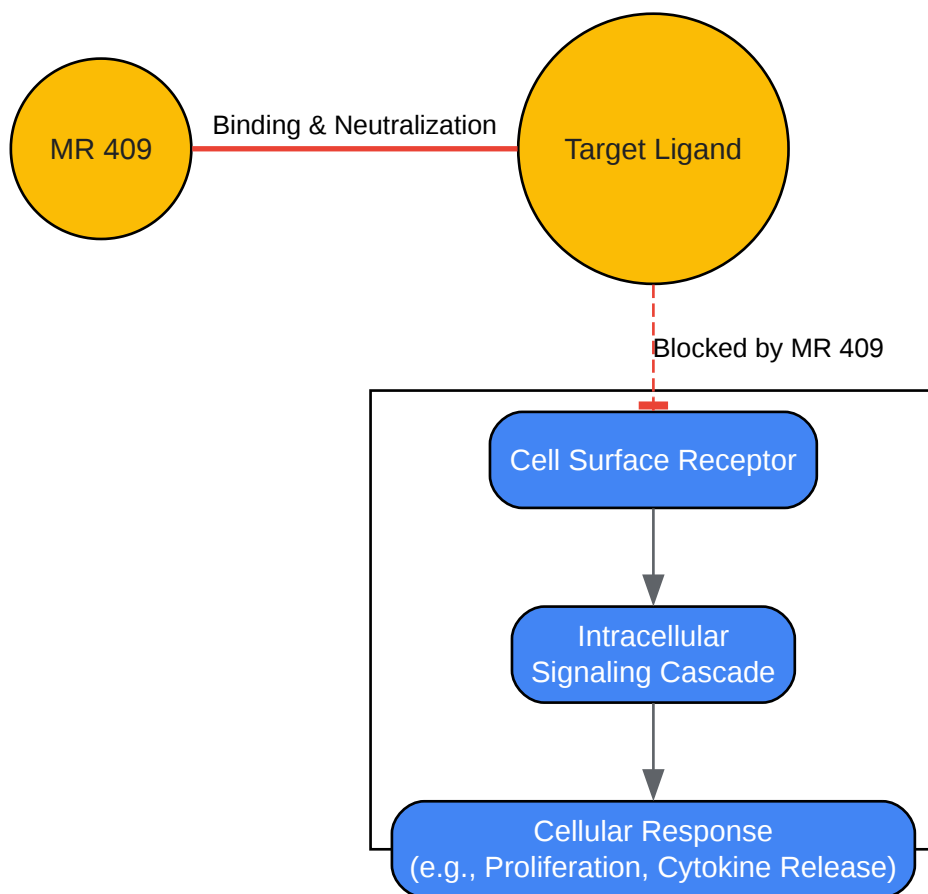 MR 409
Binding & Neutralization
Target Ligand
Blocked by MR 409
Cell Surface Receptor
Intracellular
Signaling Cascade
Cellular Response
(e.g., Proliferation, Cytokine Release)